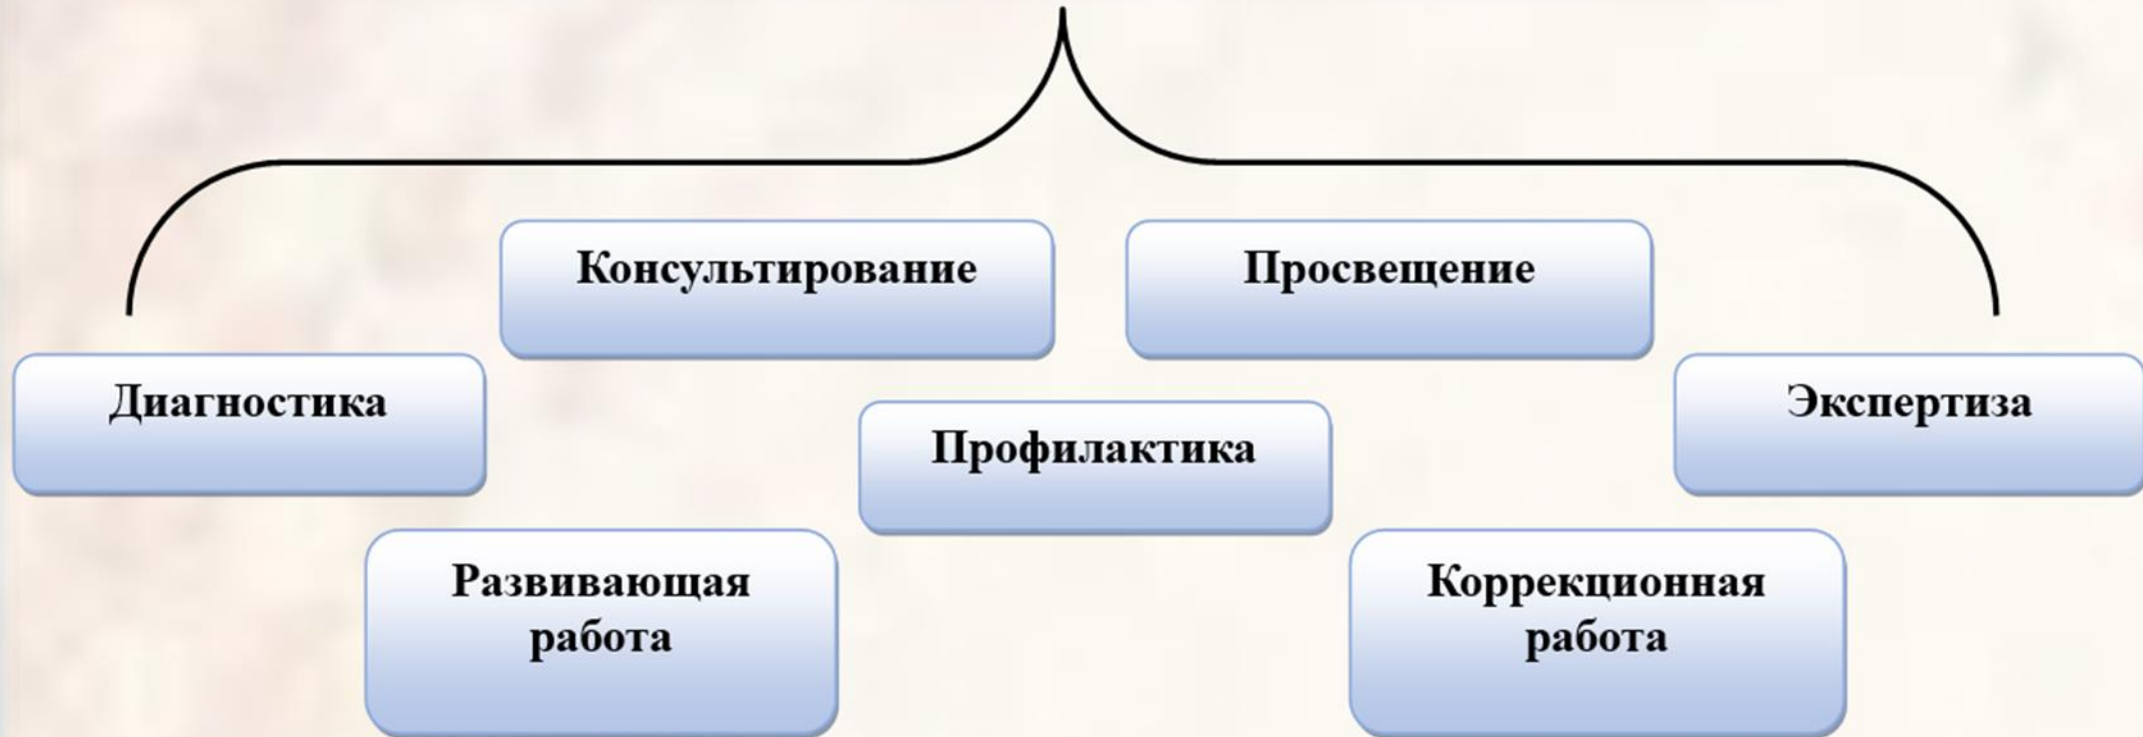 Консультирование
Просвещение
Диагностика
Экспертиза
Профилактика
Развивающая
работа
Коррекционная
работа